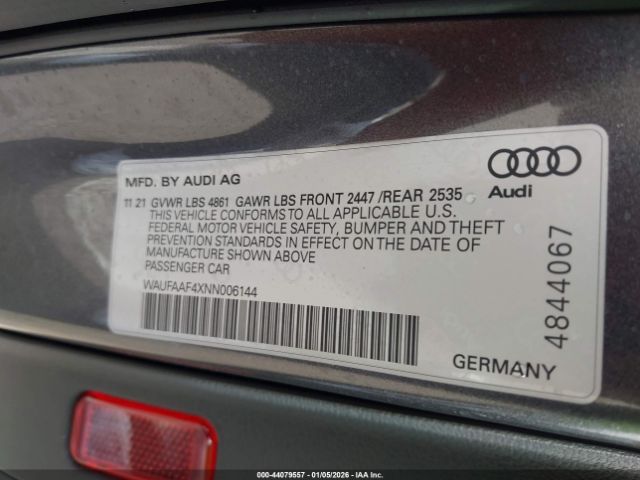 MFD. BY AUDI AG
11 21 GVWR LBS 4861 GAWR LBS FRONT 2447 /REAR 2535
THIS VEHICLE CONFORMS TO ALL APPLICABLE U.S.
FEDERAL MOTOR VEHICLE SAFETY, BUMPER AND THEFT
PREVENTION STANDARDS IN EFFECT ON THE DATE OF
MANUFACTURE SHOWN ABOVE
PASSENGER CAR
WAUFAAF4XNN006144
Audi
4844067
GERMANY
000-44079557 - 01/05/2026 - IAA Inc.